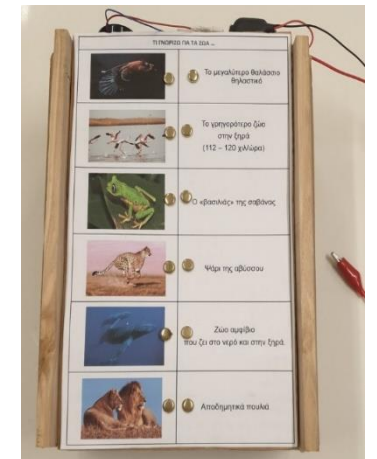 ΤΙ ΓΝΩΡΙΖΩ ΓΙΑ ΤΑ ΖΩΑ ...
Το μεγαλύτερο θαλάσσιο
θηλαστικό
Το γρηγορότερο ζώο
στην ξηρά
(112 – 120 χιλ/ώρα)
Ο «βασιλιάς» της σαβάνας
Ψάρι της αβύσσου
Ζώο αμφίβιο
που ζει στο νερό και στην ξηρά.
Αποδημητικά πουλιά